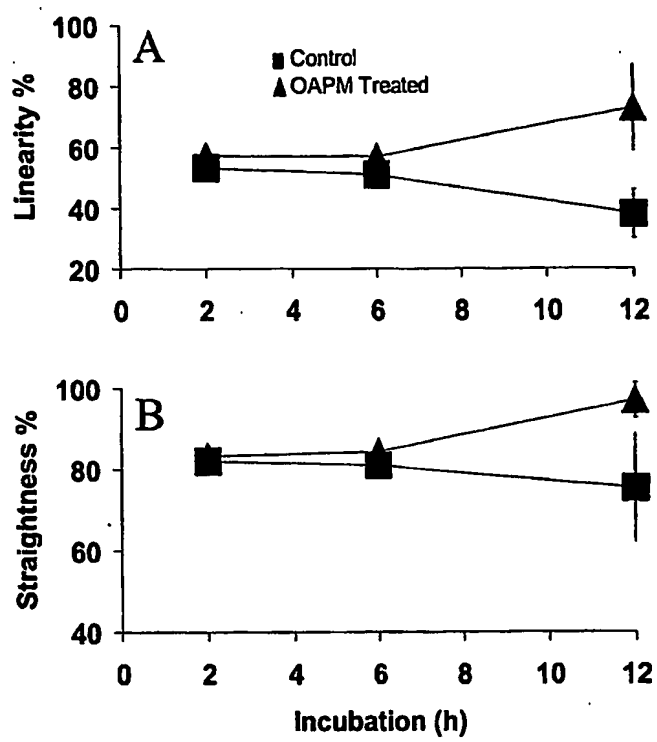 A
■ Control
▲ OAPM Treated
Linearity %
100
80
60
40
20
0 2 4 6 8 10 12
B
Straightness %
100
80
60
40
0 2 4 6 8 10 12
Incubation (h)